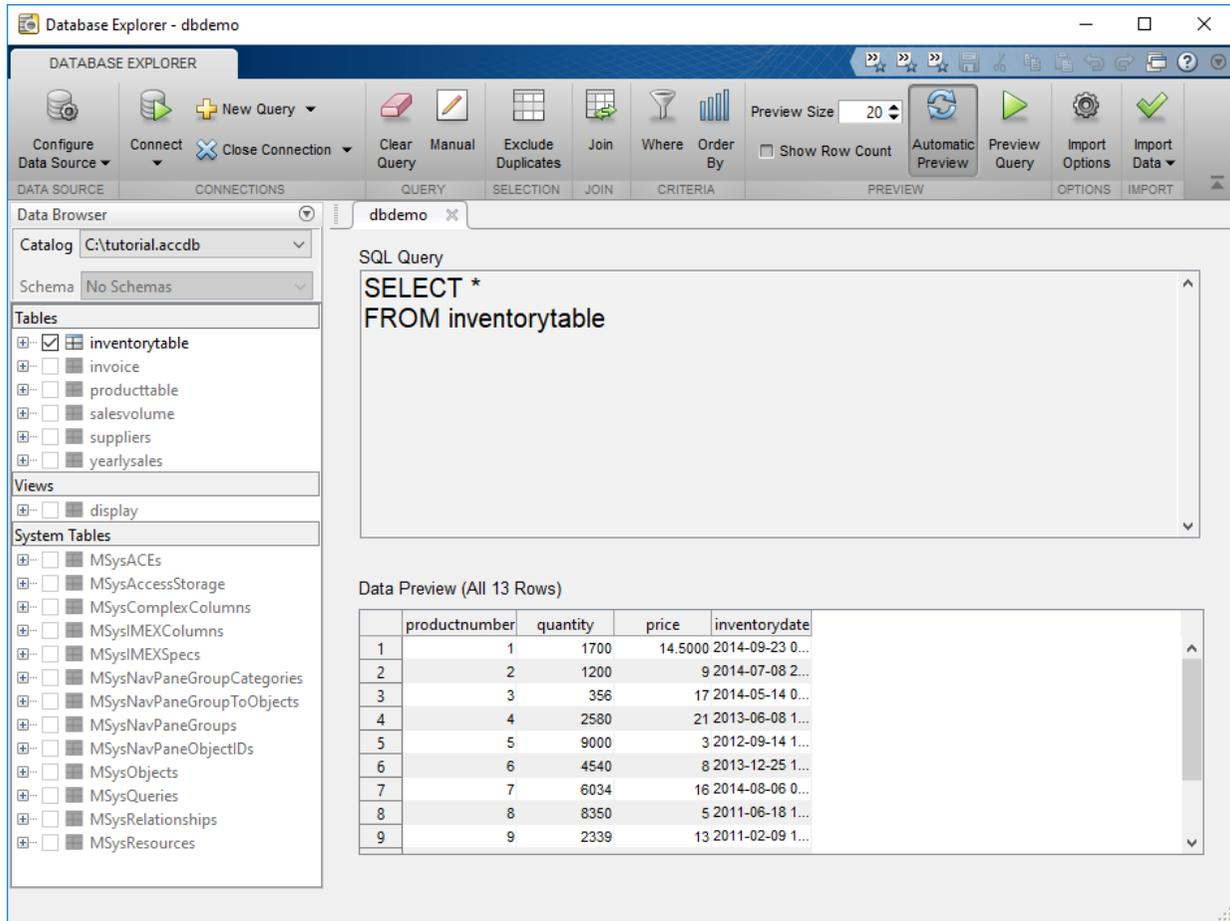 Database Explorer - dbdemo
DATABASE EXPLORER
Configure Data Source
Connect
New Query
Close Connection
Clear Query
Manual
Exclude Duplicates
Join
Where
Order By
Preview Size 20
Show Row Count
Automatic Preview
Preview Query
Import Options
Import Data
DATA SOURCE CONNECTIONS QUERY SELECTION JOIN CRITERIA PREVIEW OPTIONS IMPORT
Data Browser
Catalog C:\tutorial.accdb
Schema No Schemas
Tables
inventorytable
invoice
producttable
salesvolume
suppliers
yearlysales
Views
display
System Tables
MSysACEs
MSysAccessStorage
MSysComplexColumns
MSysIMEXColumns
MSysIMEXSpecs
MSysNavPaneGroupCategories
MSysNavPaneGroupToObjects
MSysNavPaneGroups
MSysNavPaneObjectIDs
MSysObjects
MSysQueries
MSysRelationships
MSysResources
dbdemo
SQL Query
SELECT *
FROM inventorytable
Data Preview (All 13 Rows)
productnumber quantity price inventorydate
1 1 1700 14.5000 2014-09-23 0...
2 2 1200 9 2014-07-08 2...
3 3 356 17 2014-05-14 0...
4 4 2580 21 2013-06-08 1...
5 5 9000 3 2012-09-14 1...
6 6 4540 8 2013-12-25 1...
7 7 6034 16 2014-08-06 0...
8 8 8350 5 2011-06-18 1...
9 9 2339 13 2011-02-09 1...